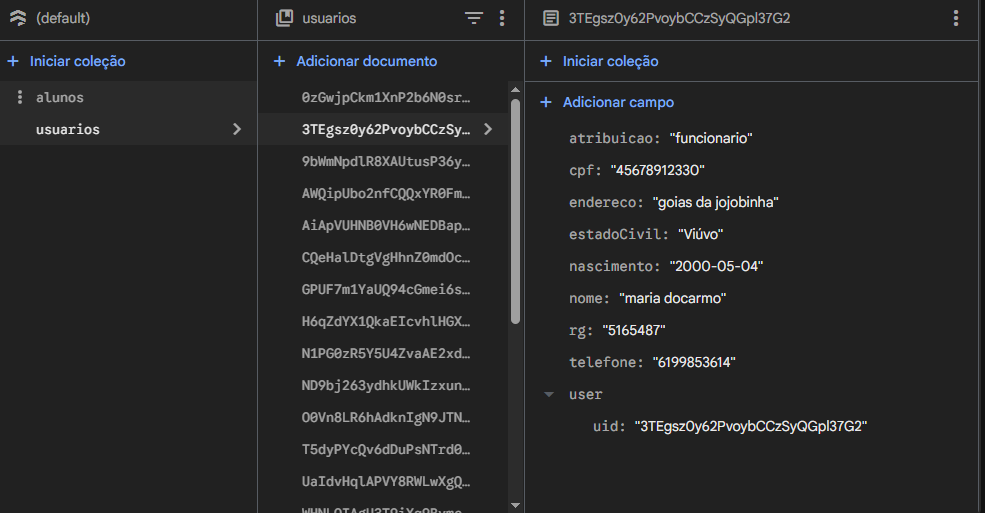 (default)
Iniciar coleção
alunos
usuarios
usuarios
Adicionar documento
0zGwjpCkm1XnP2b6N0sr…
3TEgsz0y62PvoybCCzSy…
9bWmNpdlR8XAUtusP36y…
AWQipUbo2nfCQQxYR0Fm…
AiApVUHNB0VH6wNEDBap…
CQeHalDtgVgHhnZ0mdOc…
GPUF7m1YaUQ94cGmei6s…
H6qZdYX1QkaEIcvhlHGX…
N1PG0zR5Y5U4ZvaAE2xd…
ND9bj263ydhkUWkIzxun…
O0Vn8LR6hAdknIgN9JTN…
T5dyPYcQv6dDuPsNTrd0…
UaIdvHqlAPVY8RWLwXgQ…
3TEgsz0y62PvoybCCzSyQGpl37G2
Iniciar coleção
Adicionar campo
atribuicao: "funcionario"
cpf: "45678912330"
endereco: "goias da jojobinha"
estadoCivil: "Viúvo"
nascimento: "2000-05-04"
nome: "maria docarmo"
rg: "5165487"
telefone: "6199853614"
user
uid: "3TEgsz0y62PvoybCCzSyQGpl37G2"